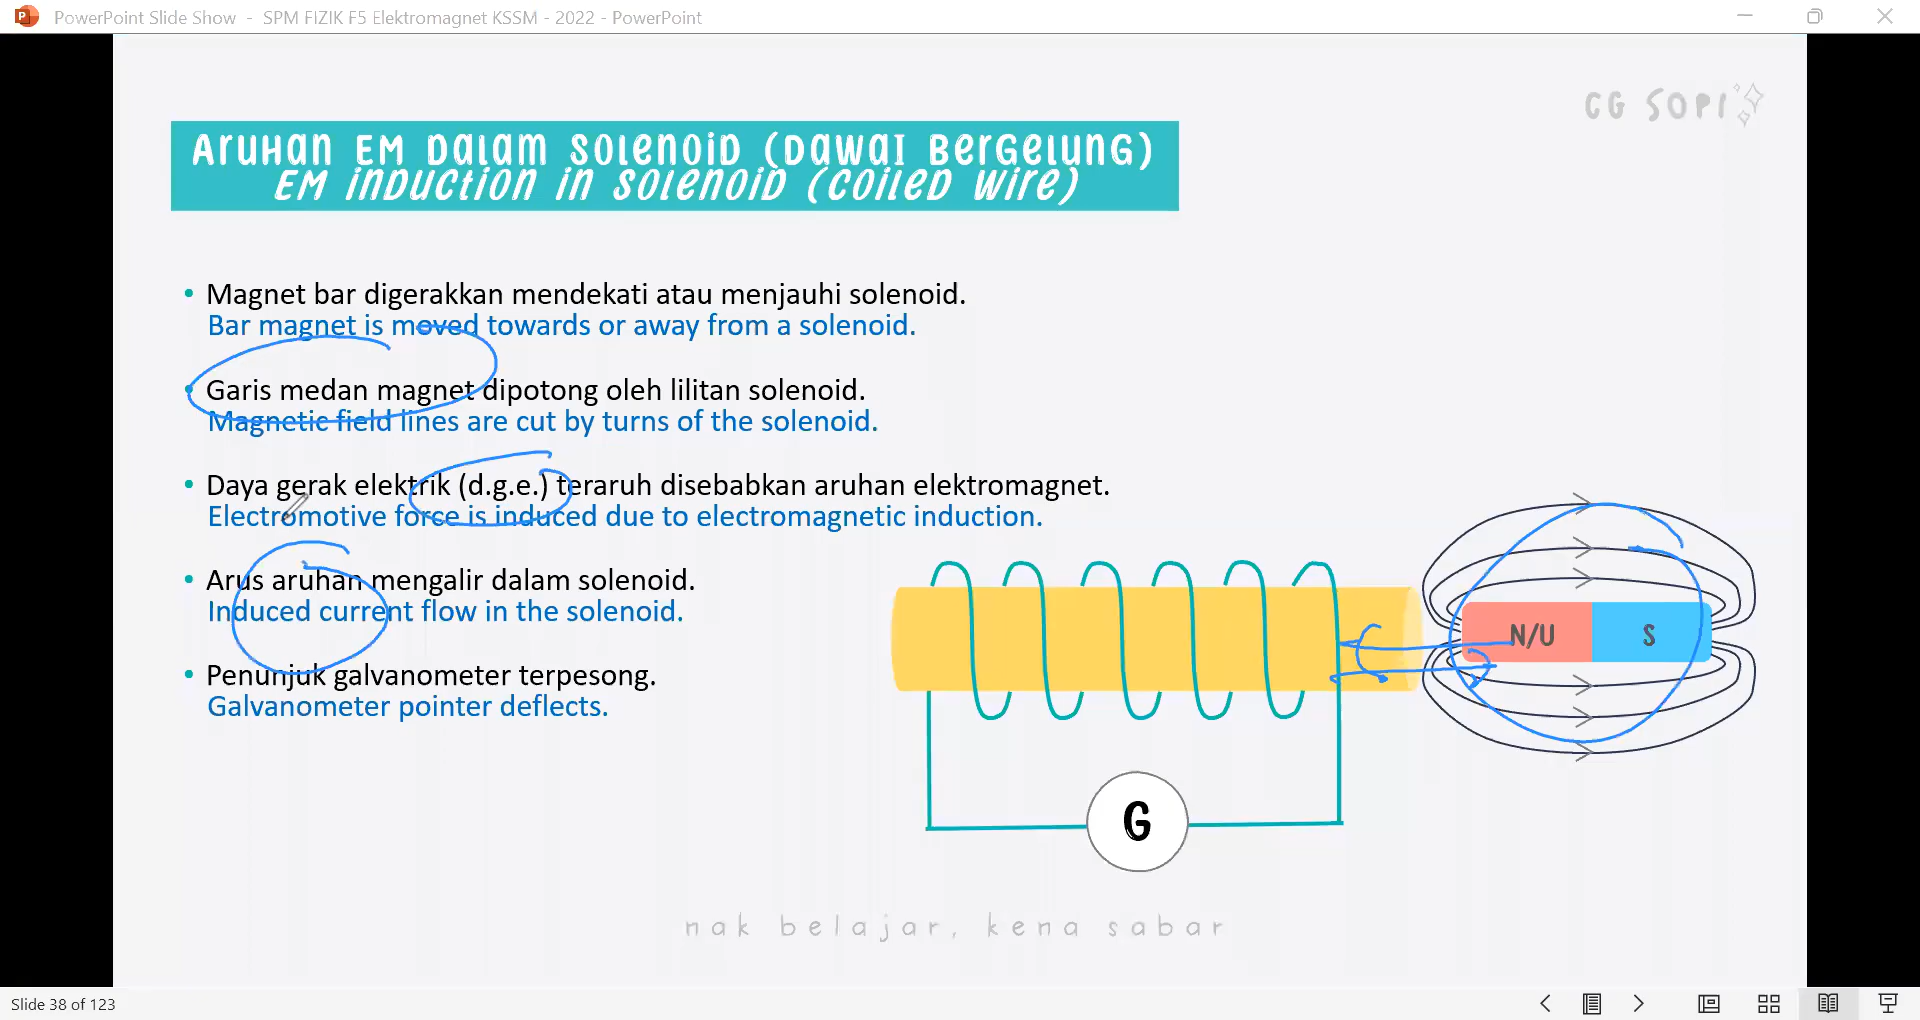 PowerPoint Slide Show - SPM FIZIK F5 Elektromagnet KSSM - 2022 - PowerPoint
CG SOPI
Aruhan EM Dalam Solenoid (Dawai Bergelung)
EM induction in solenoid (coiled wire)
• Magnet bar digerakkan mendekati atau menjauhi solenoid.
Bar magnet is moved towards or away from a solenoid.
• Garis medan magnet dipotong oleh lilitan solenoid.
Magnetic field lines are cut by turns of the solenoid.
• Daya gerak elektrik (d.g.e.) teraruh disebabkan aruhan elektromagnet.
Electromotive force is induced due to electromagnetic induction.
• Arus aruhan mengalir dalam solenoid.
Induced current flow in the solenoid.
• Penunjuk galvanometer terpesong.
Galvanometer pointer deflects.
N/U S
G
nak belajar, kena sabar
Slide 38 of 123